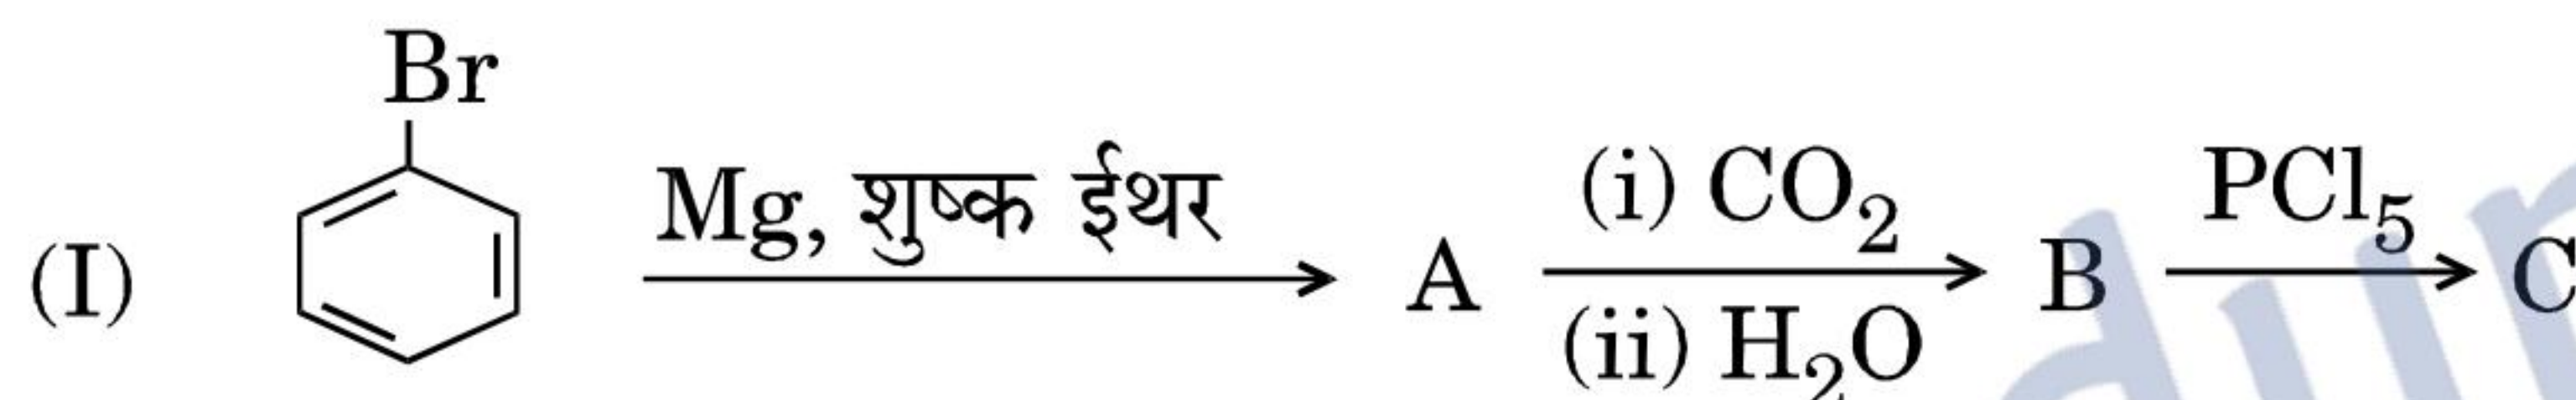 Br
(I) Mg, शुष्क ईथर A (i) CO₂ (ii) H₂O B PCl₅ C